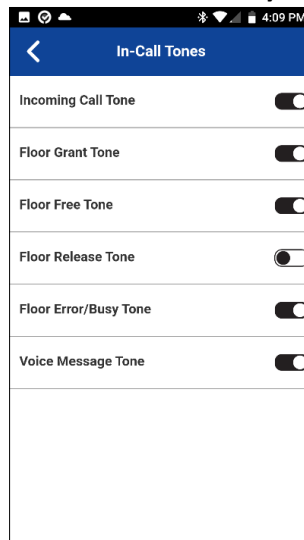 4:09 PM
In-Call Tones
Incoming Call Tone
Floor Grant Tone
Floor Free Tone
Floor Release Tone
Floor Error/Busy Tone
Voice Message Tone